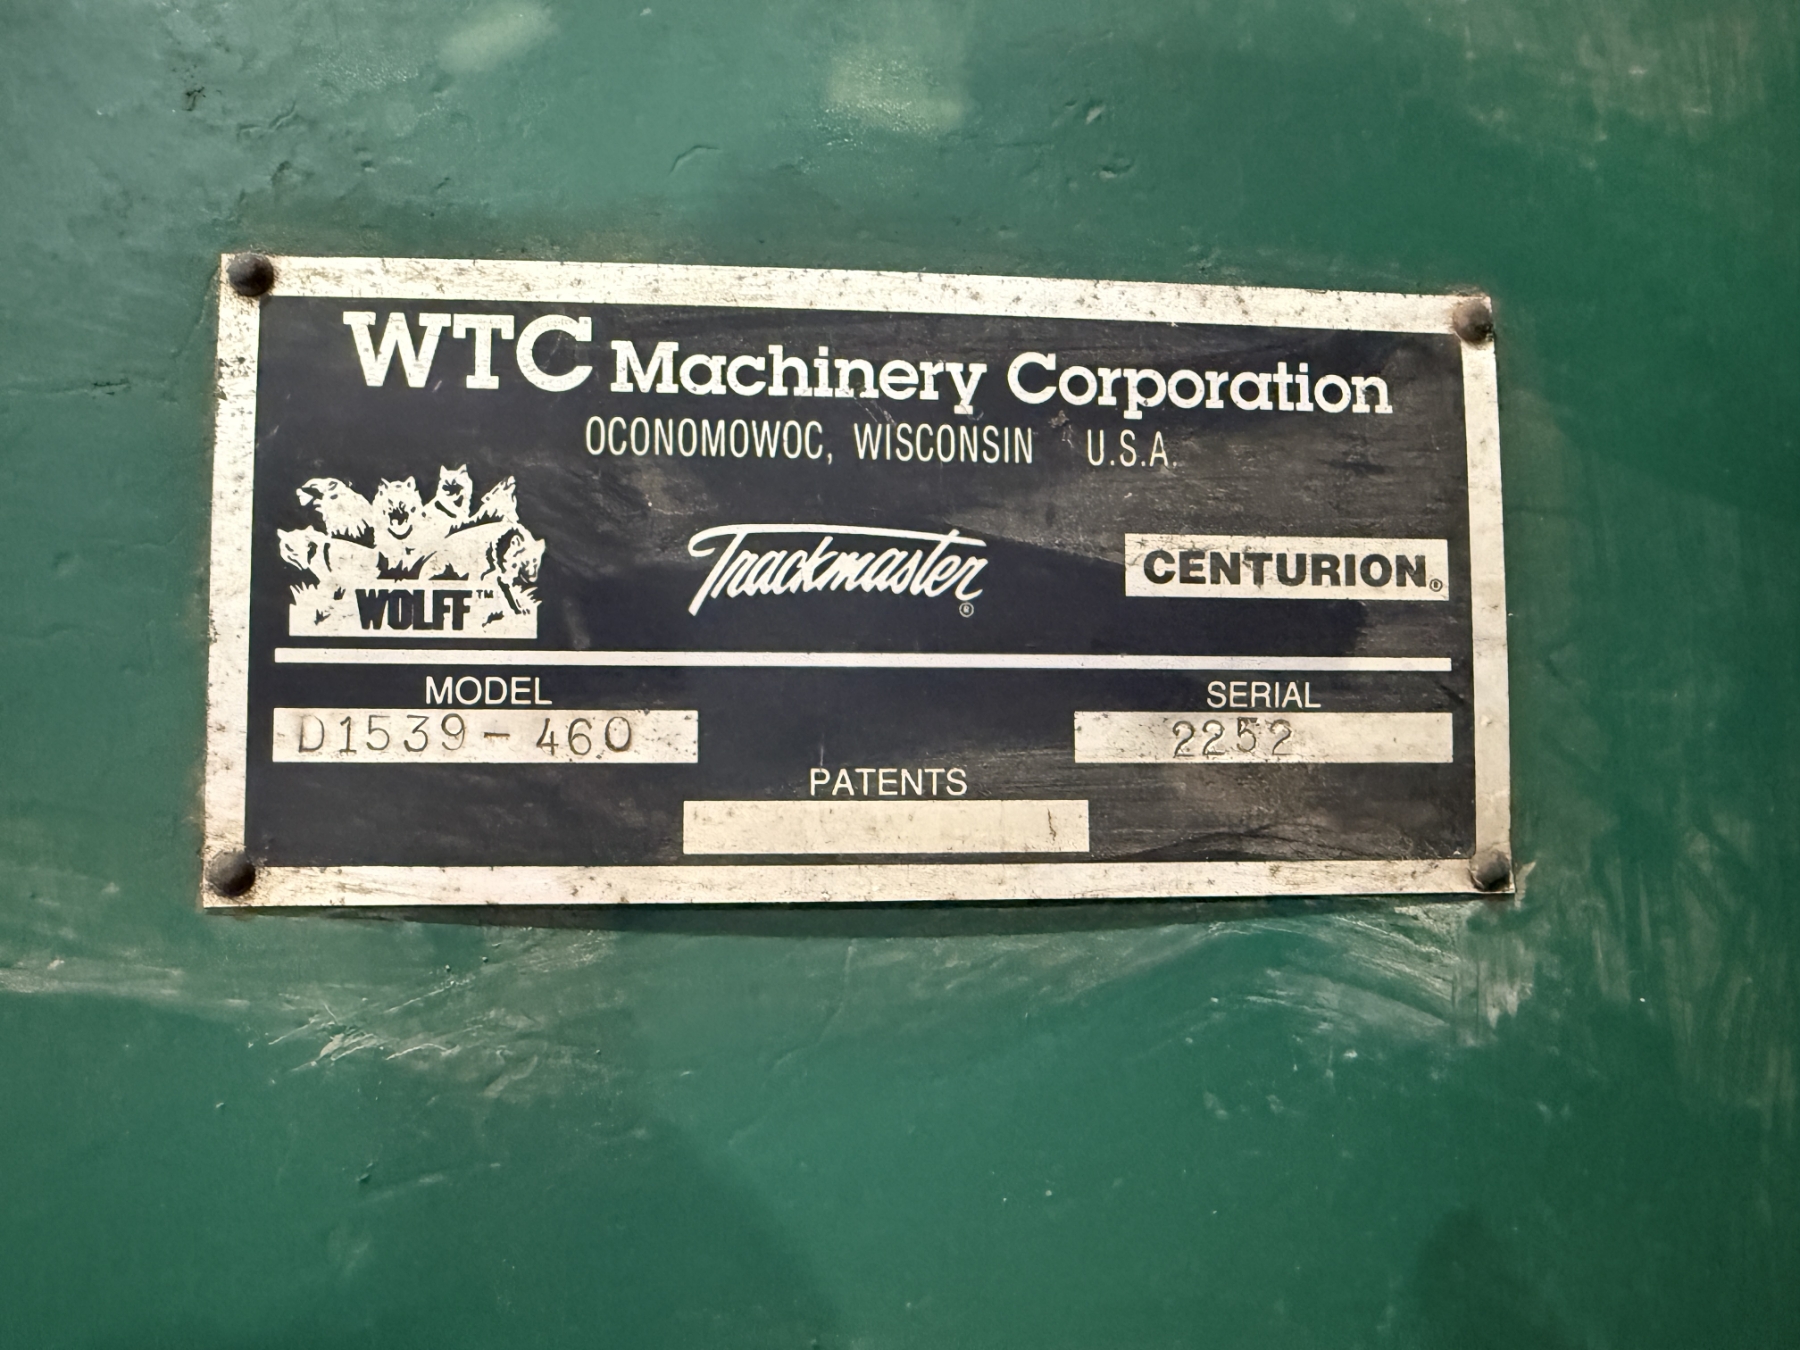 WTC Machinery Corporation
OCONOMOWOC, WISCONSIN U.S.A.
WOLFF™ Trackmaster® CENTURION®
MODEL SERIAL
D1539-460 2252
PATENTS